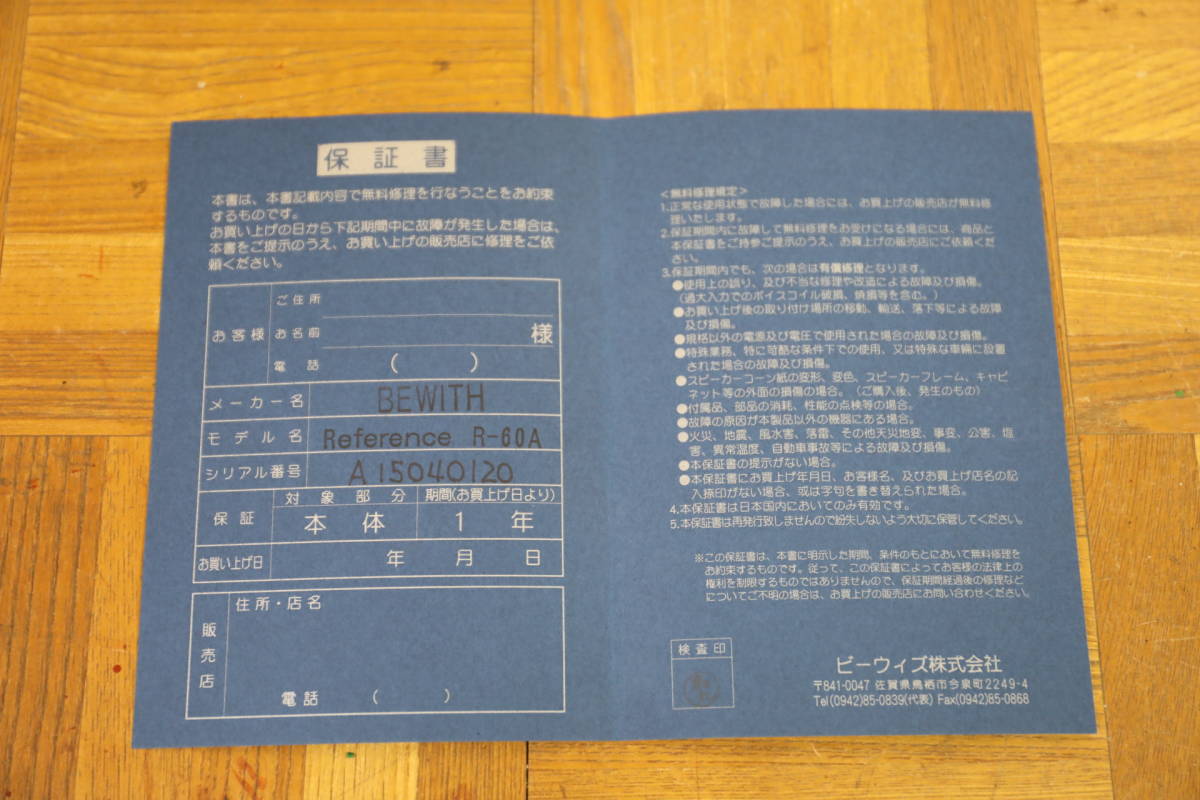 保証書
本書は、本書記載内容で無料修理を行なうことをお約束
するものです。
お買い上げの日から下記期間中に故障が発生した場合は、
本書をご提示のうえ、お買い上げの販売店に修理をご依
頼ください。
お客様
ご住所
お名前 様
電話 ( )
メーカー名 BEWITH
モデル名 Reference R-60A
シリアル番号 A15040120
保証
対象部分 期間(お買上げ日より)
本体 1年
お買い上げ日 年 月 日
販売店
住所・店名
電話 ( )
<無料修理規定>
1.正常な使用状態で故障した場合には、お買上げの販売店が無料修
理いたします。
2.保証期間内に故障して無料修理をお受けになる場合には、商品と
本保証書をご持参ご提示のうえ、お買上げの販売店にご依頼くだ
さい。
3.保証期間内でも、次の場合は有償修理となります。
●使用上の誤り、及び不当な修理や改造による故障及び損傷。
(過大入力でのボイスコイル破損、焼損等を含む。)
●お買上げ後の取り付け場所の移動、輸送、落下等による故障
及び損傷。
●規格以外の電源及び電圧で使用された場合の故障及び損傷。
●特殊業務、特に可酷な条件下での使用、又は特殊な車輛に設置
された場合の故障及び損傷。
●スピーカーコーン紙の変形、変色、スピーカーフレーム、キャビ
ネット等の外面の損傷の場合。(ご購入後、発生のもの)
●付属品、部品の消耗、性能の点検等の場合。
●故障の原因が本製品以外の機器にある場合。
●火災、地震、風水害、落雷、その他天災地変、事変、公害、塩
害、異常温度、自動車事故等による故障及び損傷。
●本保証書の提示がない場合。
●本保証書にお買上げ年月日、お客様名、及びお買上げ店名の記
入捺印がない場合、或は字句を書き替えられた場合。
4.本保証書は日本国内においてのみ有効です。
5.本保証書は再発行致しませんので紛失しないよう大切に保管してください。
※この保証書は、本書に明示した期間、条件のもとにおいて無料修理を
お約束するものです。従って、この保証書によってお客様の法律上の
権利を制限するものではありませんので、保証期間経過後の修理など
についてご不明の場合は、お買上げの販売店にお問い合わせください。
検査印
ビーウィズ株式会社
〒841-0047 佐賀県鳥栖市今泉町2249-4
Tel(0942)85-0839(代表) Fax(0942)85-0868